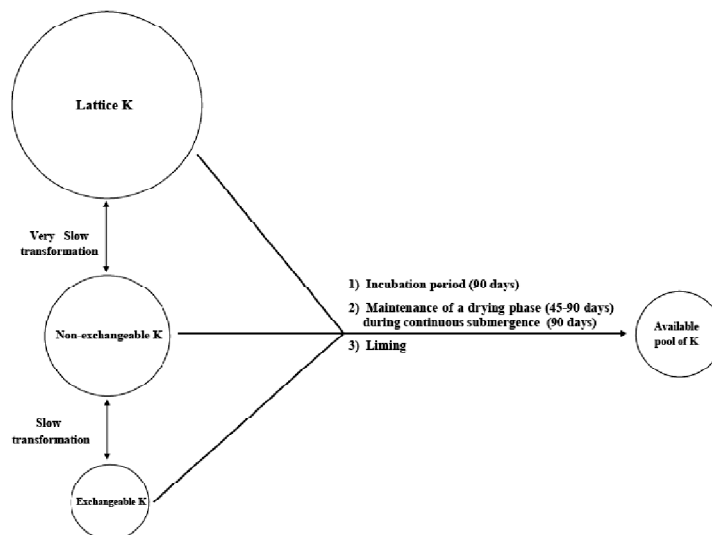 Lattice K
Very Slow
transformation
1) Incubation period (90 days)
2) Maintenance of a drying phase (45-90 days)
during continuous submergence (90 days)
3) Liming
Non-exchangeable K
Available
pool of K
Slow
transformation
Exchangeable K